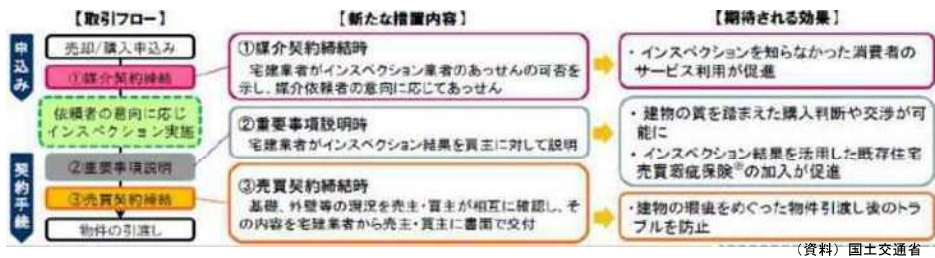 【取引フロー】
【新たな措置内容】
【期待される効果】
申込み
契約手続
売却/購入申込み
①媒介契約締結
依頼者の意向に応じ
インスペクション実施
②重要事項説明
③売買契約締結
物件の引渡し
①媒介契約締結時
宅建業者がインスペクション業者のあっせんの可否を
示し、媒介依頼者の意向に応じてあっせん
②重要事項説明時
宅建業者がインスペクション結果を買主に対して説明
③売買契約締結時
基礎、外壁等の現況を売主・買主が相互に確認し、そ
の内容を宅建業者から売主・買主に書面で交付
・インスペクションを知らなかった消費者の
サービス利用が促進
・建物の質を踏まえた購入判断や交渉が可
能に
・インスペクション結果を活用した既存住宅
売買瑕疵保険の加入が促進
・建物の瑕疵をめぐった物件引渡し後のトラ
ブルを防止
（資料）国土交通省